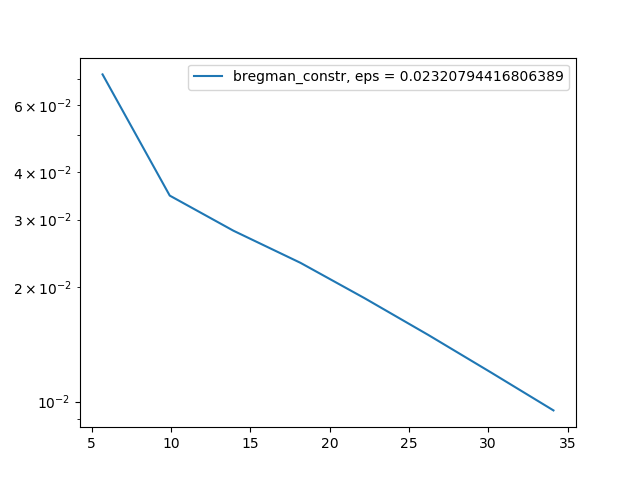 bregman_constr, eps = 0.02320794416806389
6 × 10⁻²
4 × 10⁻²
3 × 10⁻²
2 × 10⁻²
10⁻²
5 10 15 20 25 30 35